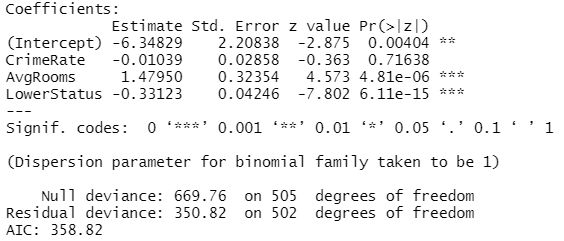 Coefficients:
Estimate Std. Error z value Pr(>|z|)
(Intercept) -6.34829 2.20838 -2.875 0.00404 **
CrimeRate -0.01039 0.02858 -0.363 0.71638
AvgRooms 1.47950 0.32354 4.573 4.81e-06 ***
LowerStatus -0.33123 0.04246 -7.802 6.11e-15 ***
---
Signif. codes: 0 ‘***’ 0.001 ‘**’ 0.01 ‘*’ 0.05 ‘.’ 0.1 ‘ ’ 1
(Dispersion parameter for binomial family taken to be 1)
Null deviance: 669.76 on 505 degrees of freedom
Residual deviance: 350.82 on 502 degrees of freedom
AIC: 358.82